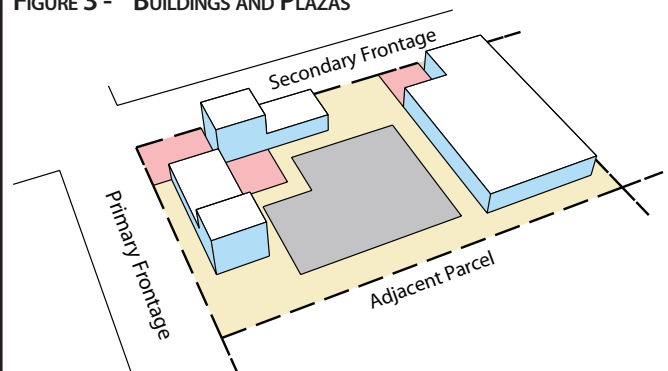 FIGURE 3 - BUILDINGS AND PLAZAS
Secondary Frontage
Primary Frontage
Adjacent Parcel